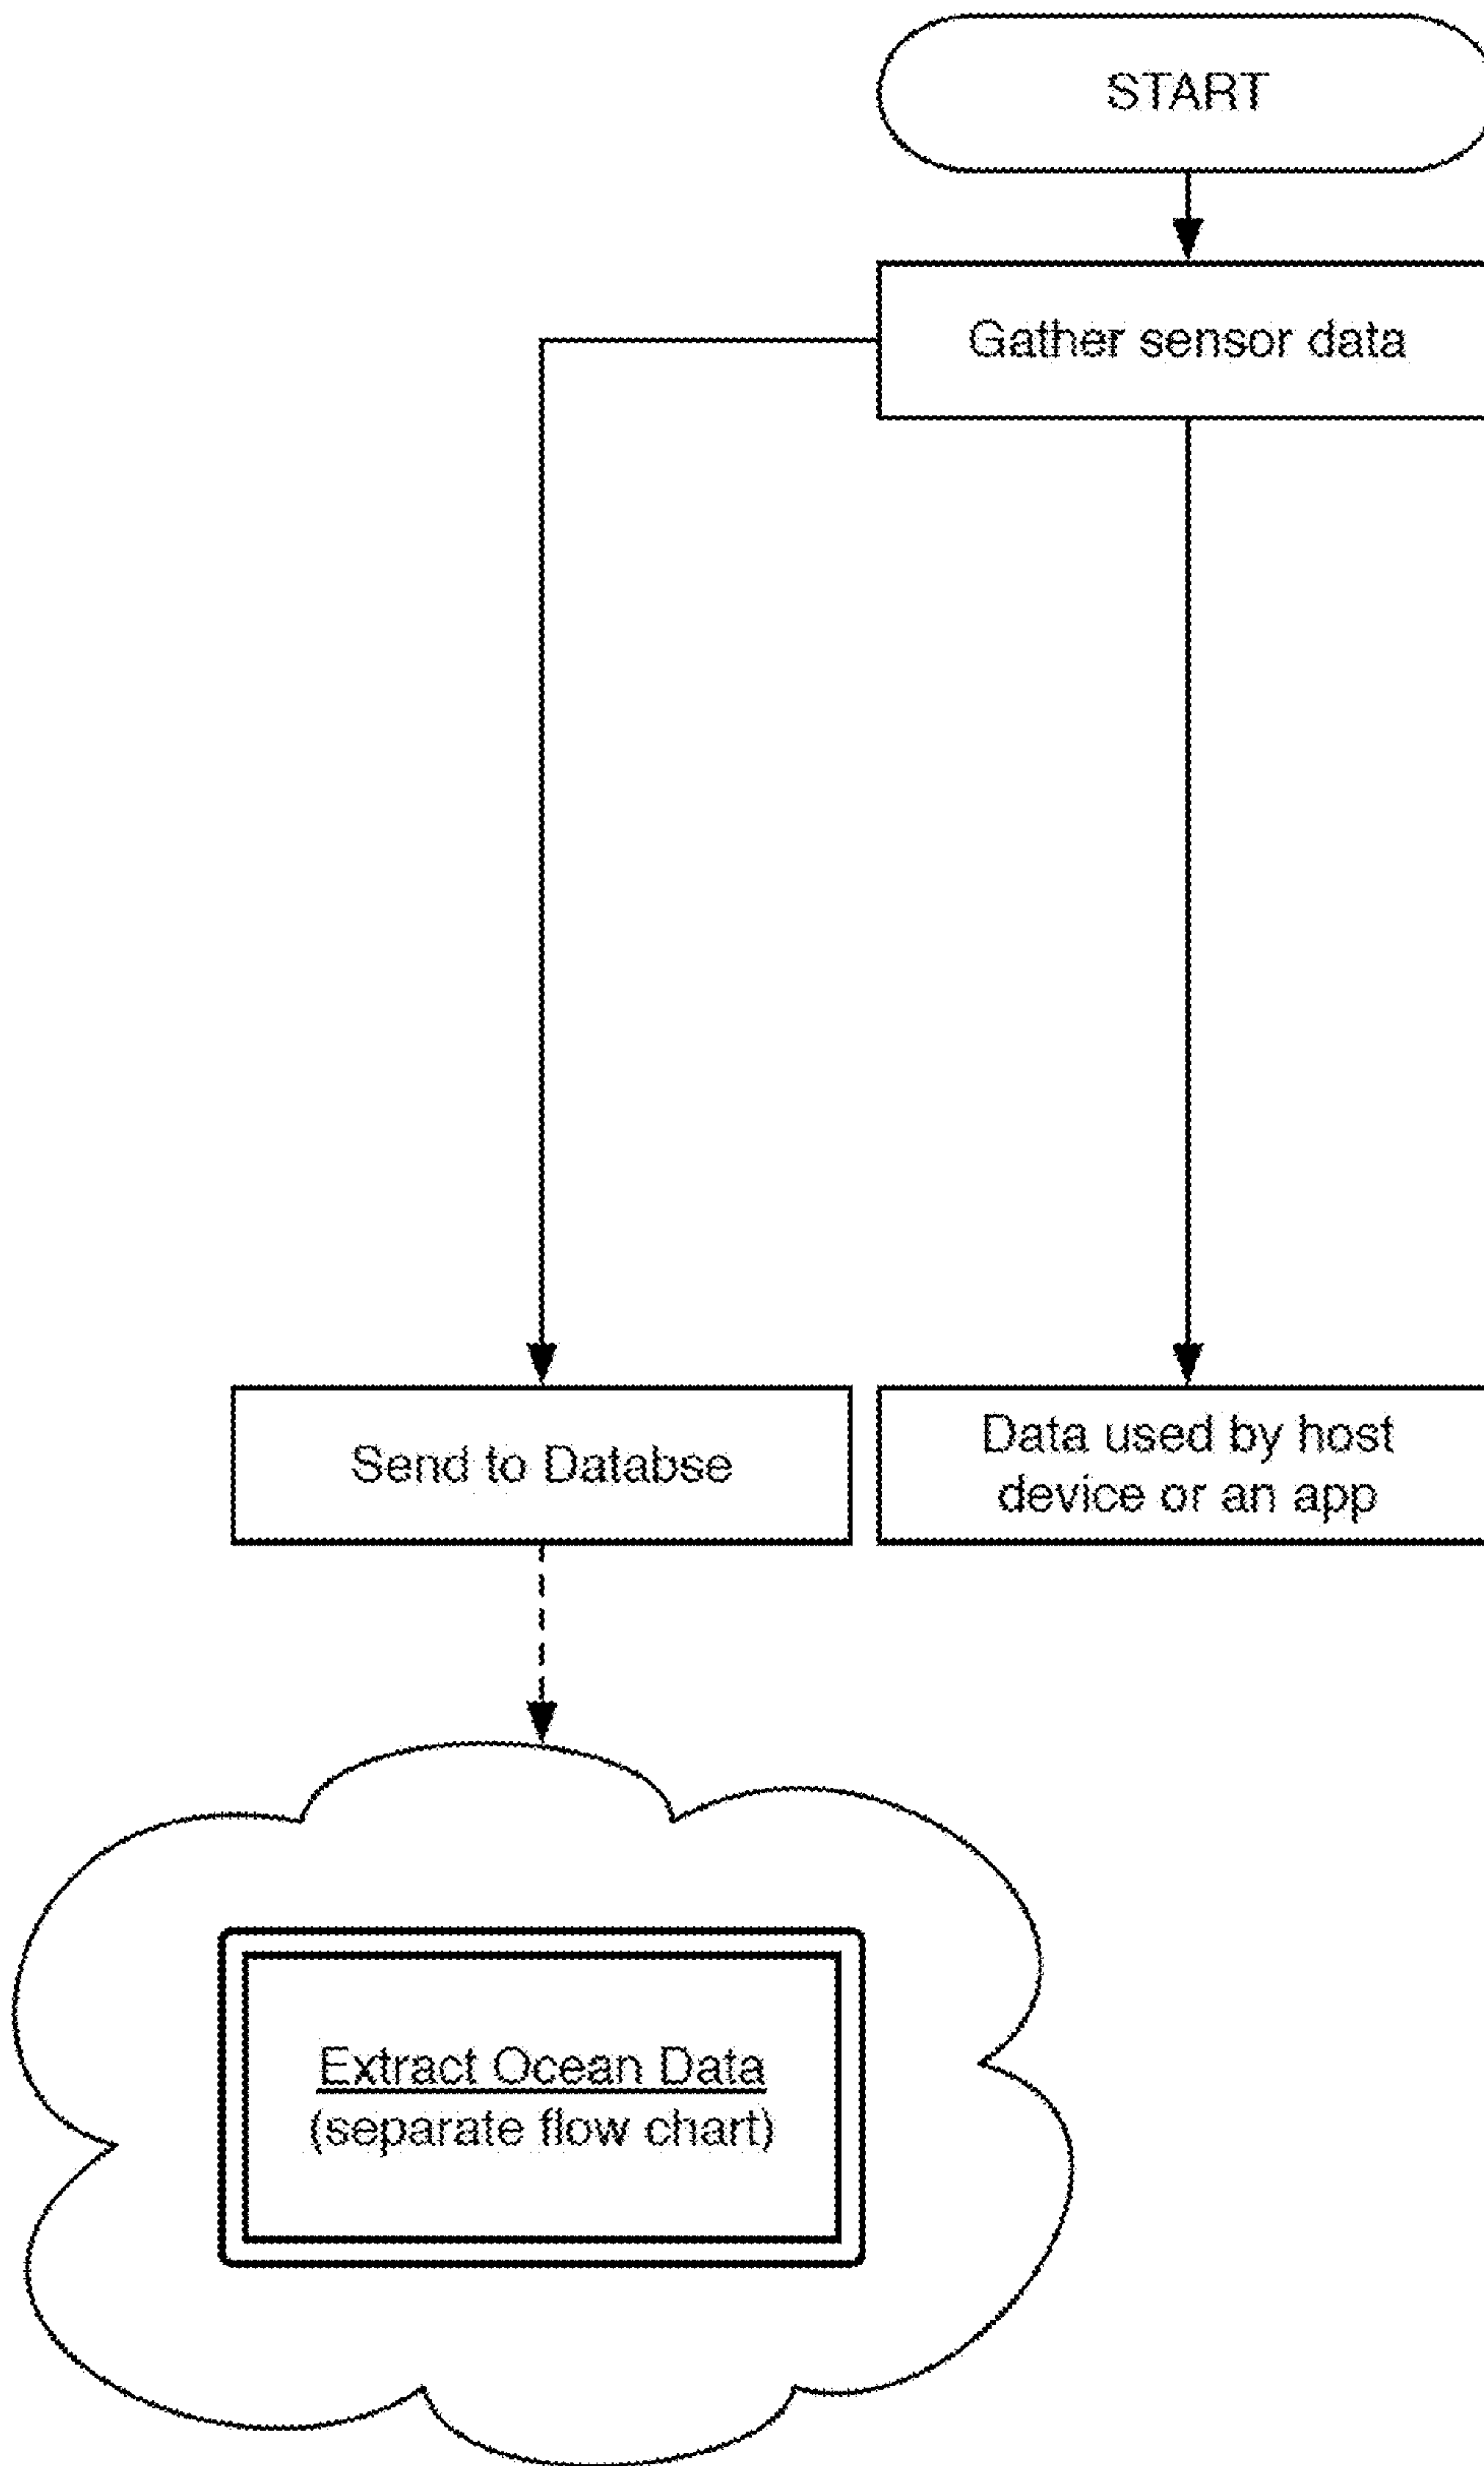 START
Gather sensor data
Send to Databse
Data used by host
device or an app
Extract Ocean Data
(separate flow chart)